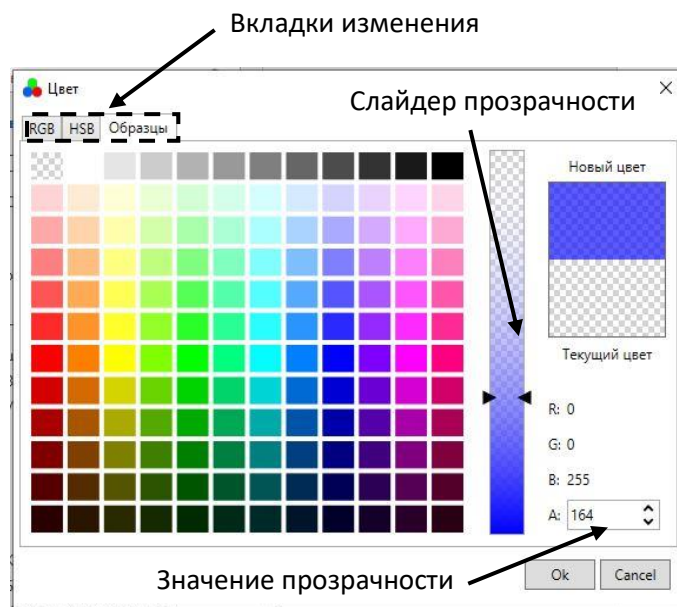 Вкладки изменения
Цвет
Слайдер прозрачности
RGB HSB Образцы
Новый цвет
Текущий цвет
R: 0
G: 0
B: 255
A: 164
Значение прозрачности
Ok Cancel